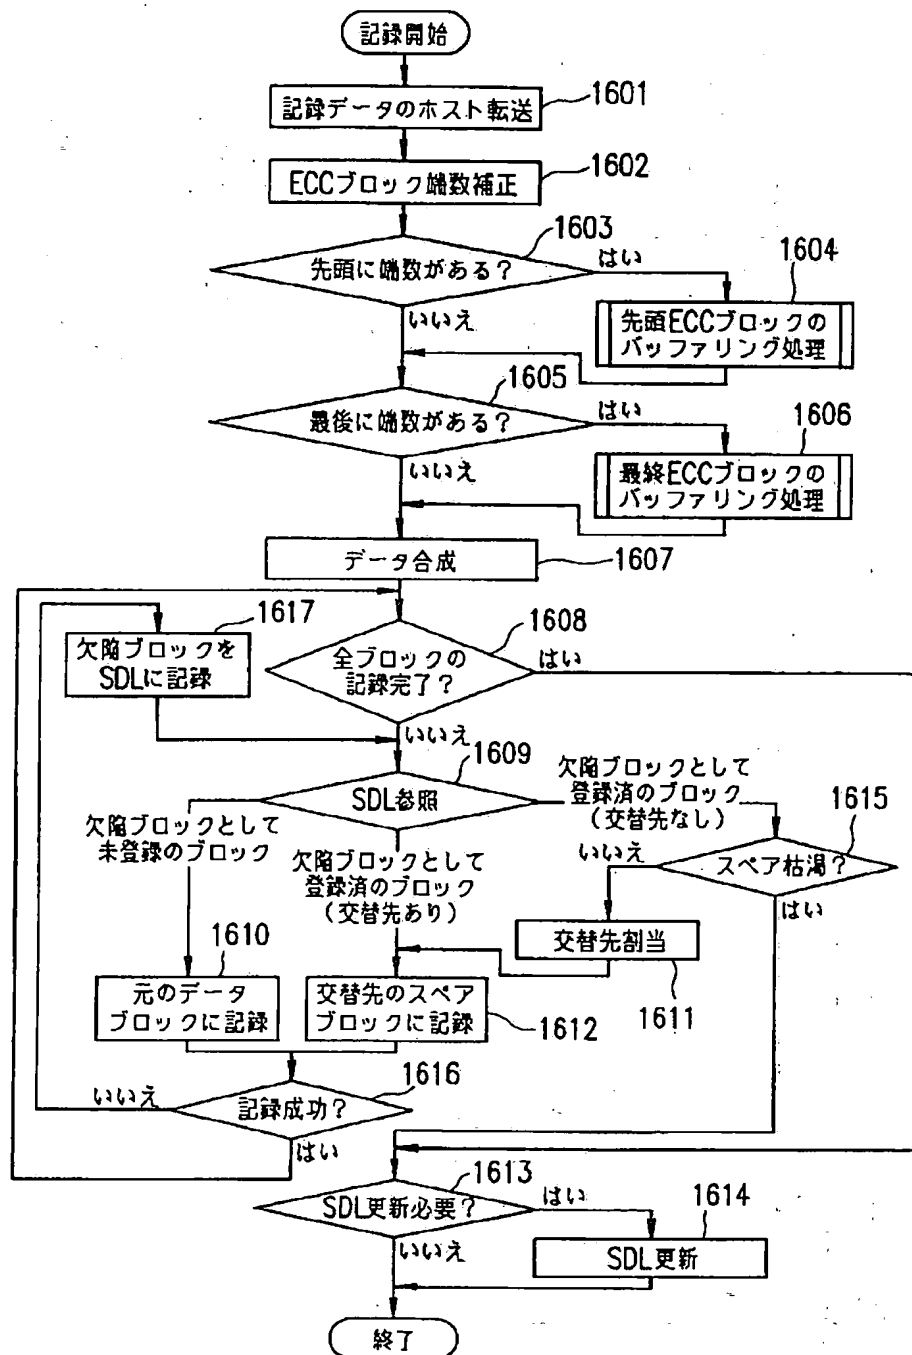 記録開始
記録データのホスト転送
1601
ECCブロック端数補正
1602
1603
先頭に端数がある?
はい
1604
いいえ
先頭ECCブロックの
バッファリング処理
1605
最後に端数がある?
はい
1606
いいえ
最終ECCブロックの
バッファリング処理
データ合成
1607
1617
欠陥ブロックを
SDLに記録
1608
全ブロックの
記録完了?
はい
いいえ
1609
SDL参照
欠陥ブロックとして
登録済のブロック
(交替先なし)
1615
欠陥ブロックとして
未登録のブロック
欠陥ブロックとして
登録済のブロック
(交替先あり)
いいえ
スペア枯渇?
はい
交替先割当
1611
1610
元のデータ
ブロックに記録
交替先のスペア
ブロックに記録
1612
1616
いいえ
記録成功?
はい
1613
SDL更新必要?
はい
1614
いいえ
SDL更新
終了